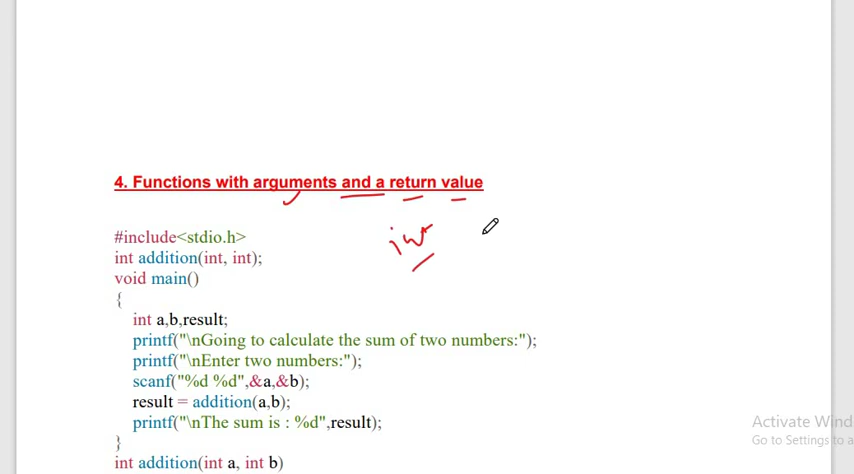 4. Functions with arguments and a return value
int
#include<stdio.h>
int addition(int, int);
void main()
{
int a,b,result;
printf("\nGoing to calculate the sum of two numbers:");
printf("\nEnter two numbers:");
scanf("%d %d",&a,&b);
result = addition(a,b);
printf("\nThe sum is : %d",result);
}
int addition(int a, int b)
Activate Wind
Go to Settings to a